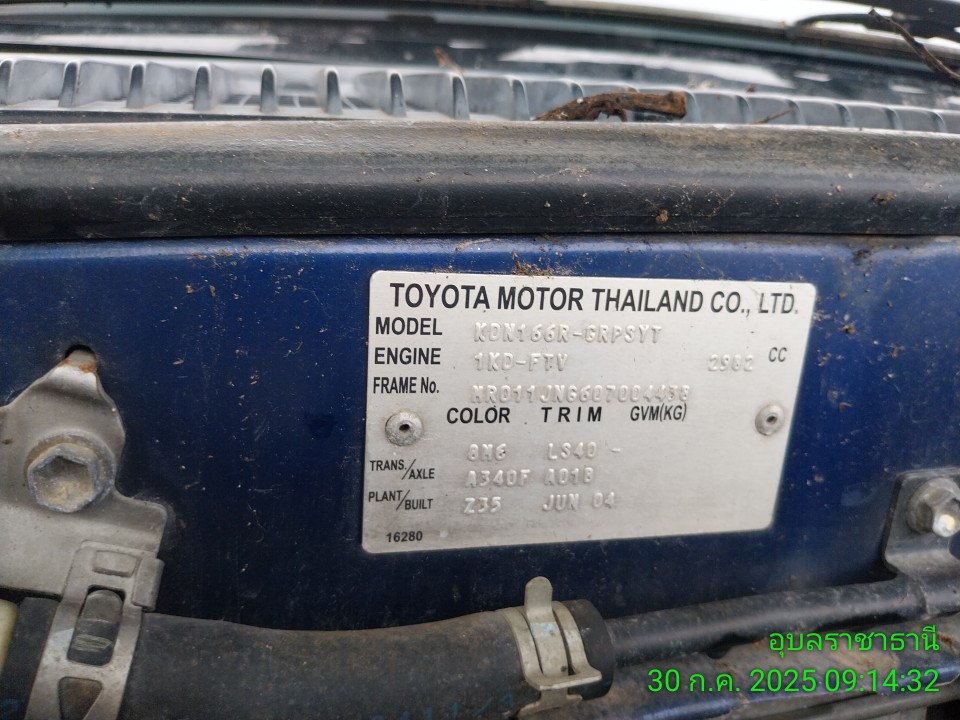 TOYOTA MOTOR THAILAND CO., LTD.
MODEL KDN166R-GRPSYT
ENGINE 1KD-FTV 2982 CC
FRAME No. MR011JNG607004438
COLOR TRIM GVM(KG)
8M6 LS40 -
TRANS./AXLE A340F A01B
PLANT/BUILT Z35 JUN 04
16280
อุบลราชาธานี
30 ก.ค. 2025 09:14:32